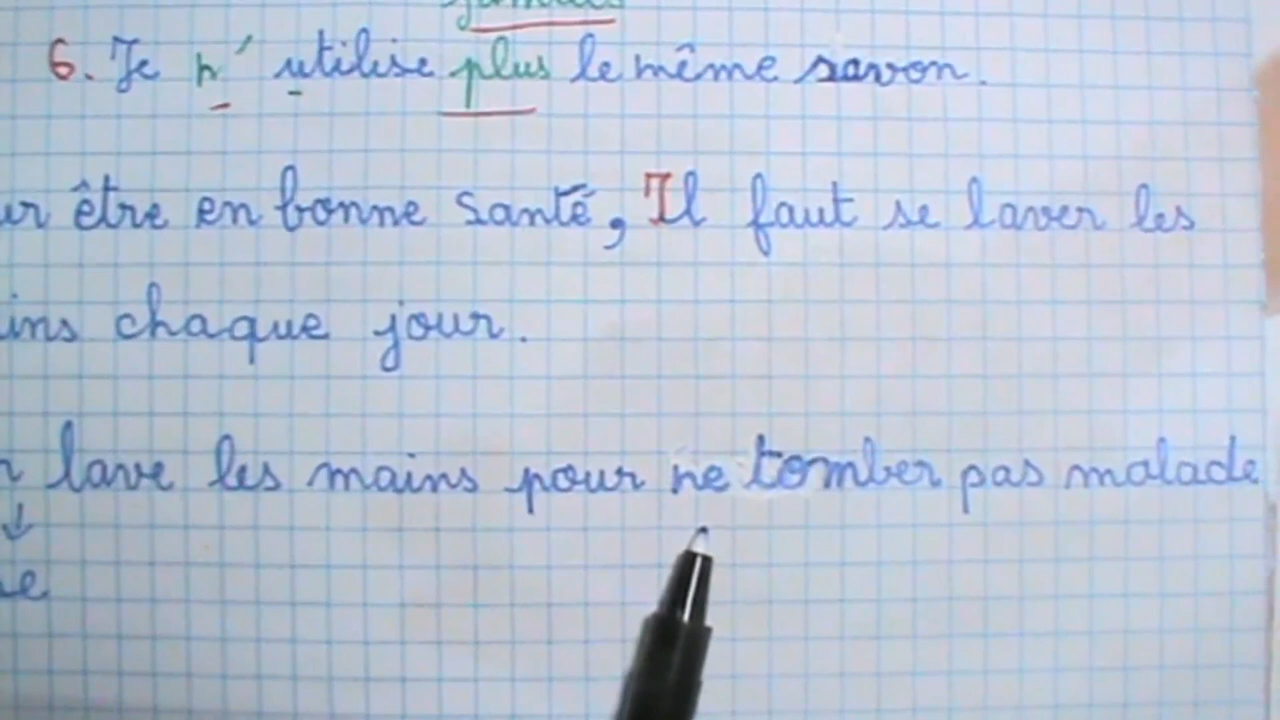 6. Je n' utilise plus le même savon.
être en bonne santé, Il faut se laver les
chaque jour.
lave les mains pour ne tomber pas malade